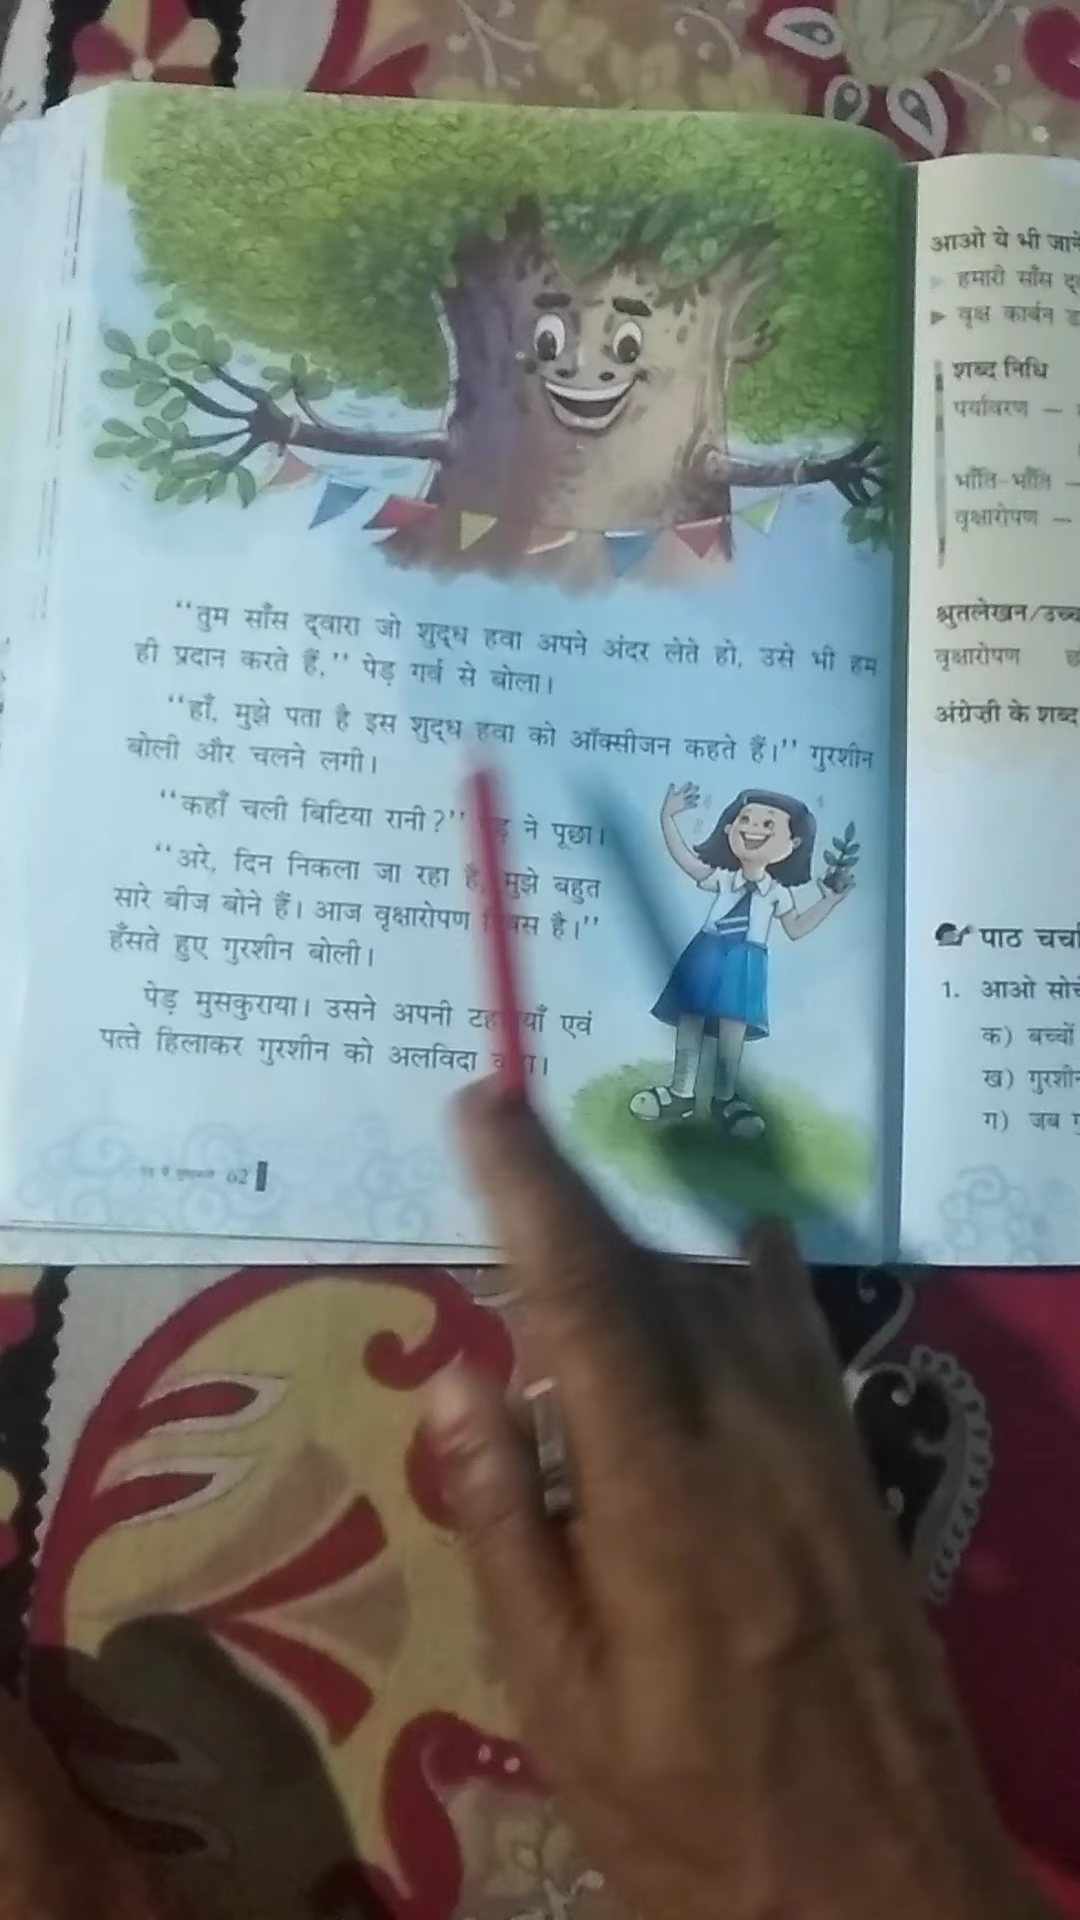 "तुम साँस द्वारा जो शुद्ध हवा अपने अंदर लेते हो, उसे भी हम
ही प्रदान करते हैं," पेड़ गर्व से बोला।
"हाँ, मुझे पता है इस शुद्ध हवा को ऑक्सीजन कहते हैं।" गुरशीन
बोली और चलने लगी।
"कहाँ चली बिटिया रानी?" ने पूछा।
"अरे, दिन निकला जा रहा है, मुझे बहुत
सारे बीज बोने हैं। आज वृक्षारोपण है।"
हँसते हुए गुरशीन बोली।
पेड़ मुसकुराया। उसने अपनी एवं
पत्ते हिलाकर गुरशीन को अलविदा
62
आओ ये भी जानें
हमारी साँस
वृक्ष कार्बन
शब्द निधि
पर्यावरण –
भाँति-भाँति –
वृक्षारोपण –
श्रुतलेखन/उच्च
वृक्षारोपण
अंग्रेज़ी के शब्द
पाठ चर्चा
1. आओ सोचें
क) बच्चों
ख) गुरशीन
ग) जब